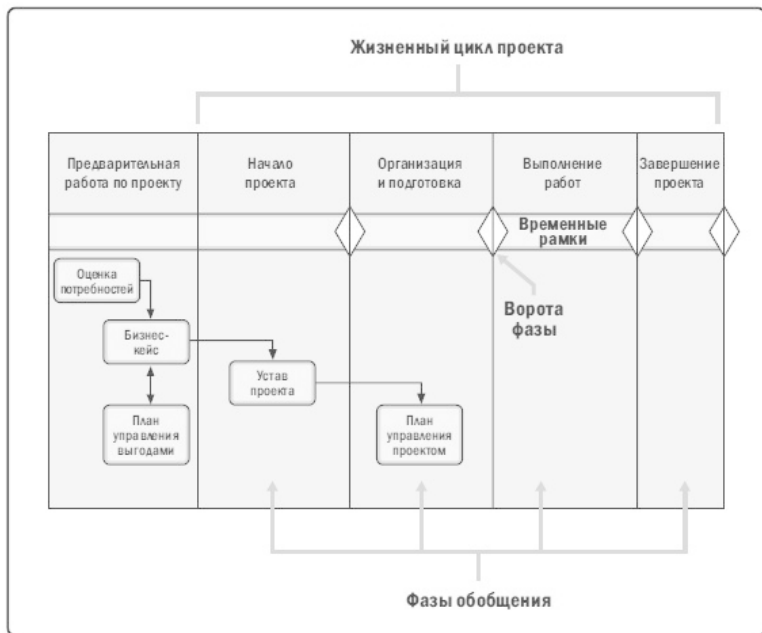 Жизненный цикл проекта
Предварительная
работа по проекту
Начало
проекта
Организация
и подготовка
Выполнение
работ
Завершение
проекта
Временные
рамки
Оценка
потребностей
Ворота
фазы
Бизнес-
кейс
Устав
проекта
План
управления
выгодами
План
управления
проектом
Фазы обобщения